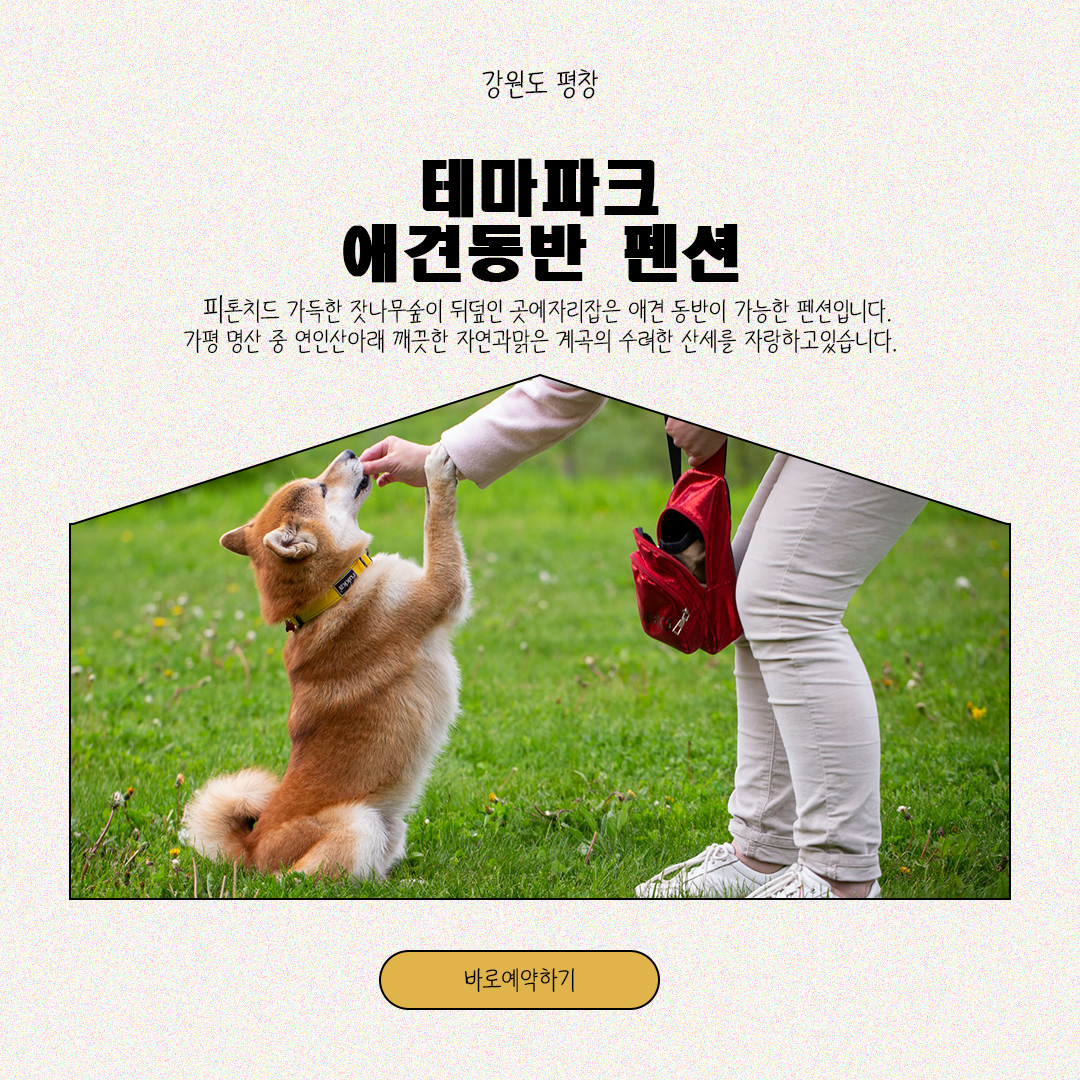 강원도 평창
테마파크
애견동반 펜션
피톤치드 가득한 잣나무숲이 뒤덮인 곳에자리잡은 애견 동반이 가능한 펜션입니다.
가평 명산 중 연인산아래 깨끗한 자연과맑은 계곡의 수려한 산세를 자랑하고있습니다.
바로예약하기